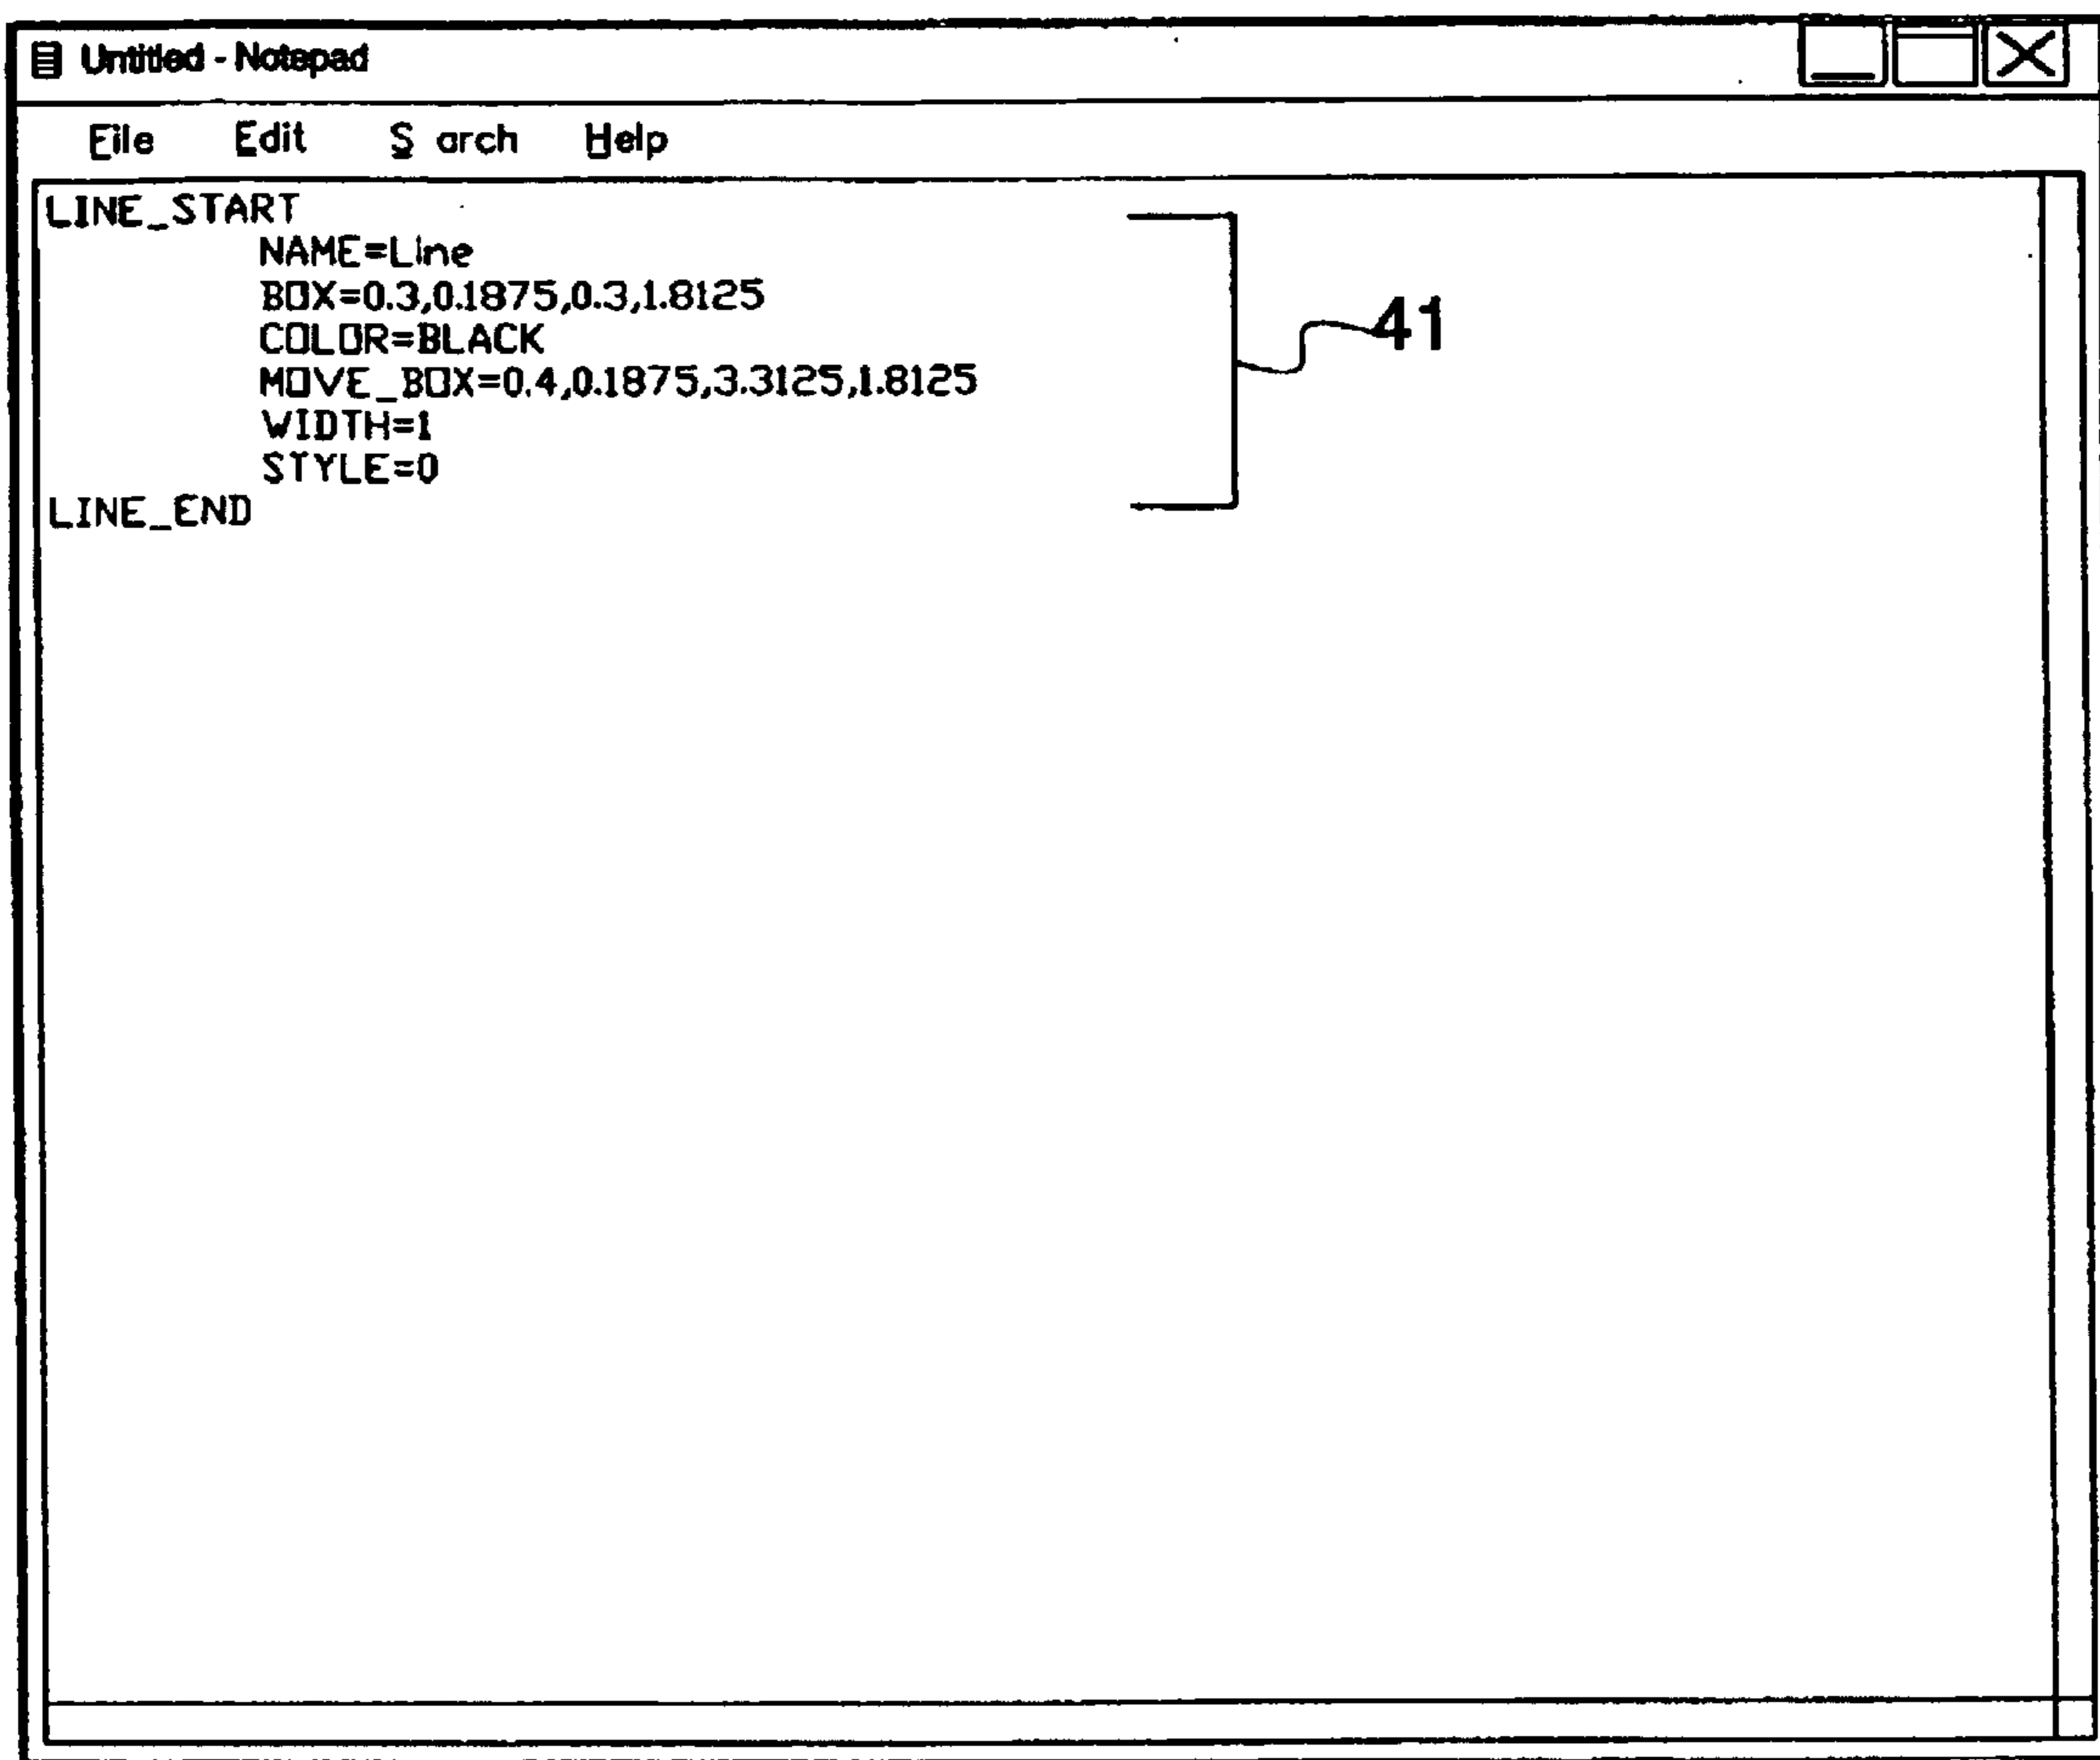 Untitled - Notepad
File Edit S arch Help
LINE_START
NAME=Line
BOX=0.3,0.1875,0.3,1.8125
COLOR=BLACK
MOVE_BOX=0.4,0.1875,3.3125,1.8125
WIDTH=1
STYLE=0
LINE_END
41